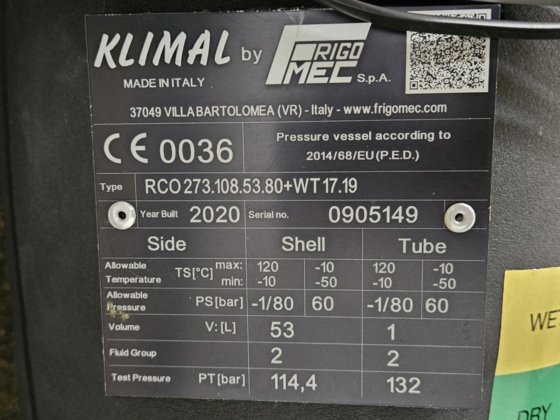 KLIMAL by FRIGO
MEC S.p.A.
MADE IN ITALY
37049 VILLA BARTOLOMEA (VR) - Italy - www.frigomec.com
CE 0036 Pressure vessel according to
2014/68/EU (P.E.D.)
Type RCO 273.108.53.80+WT 17.19
Year Built 2020 Serial no. 0905149
Side Shell Tube
Allowable Temperature TS[°C] max: 120 -10 120 -10
min: -10 -50 -10 -50
Allowable Pressure PS[bar] -1/80 60 -1/80 60
Volume V:[L] 53 1
Fluid Group 2 2
Test Pressure PT[bar] 114,4 132
WET
DRY